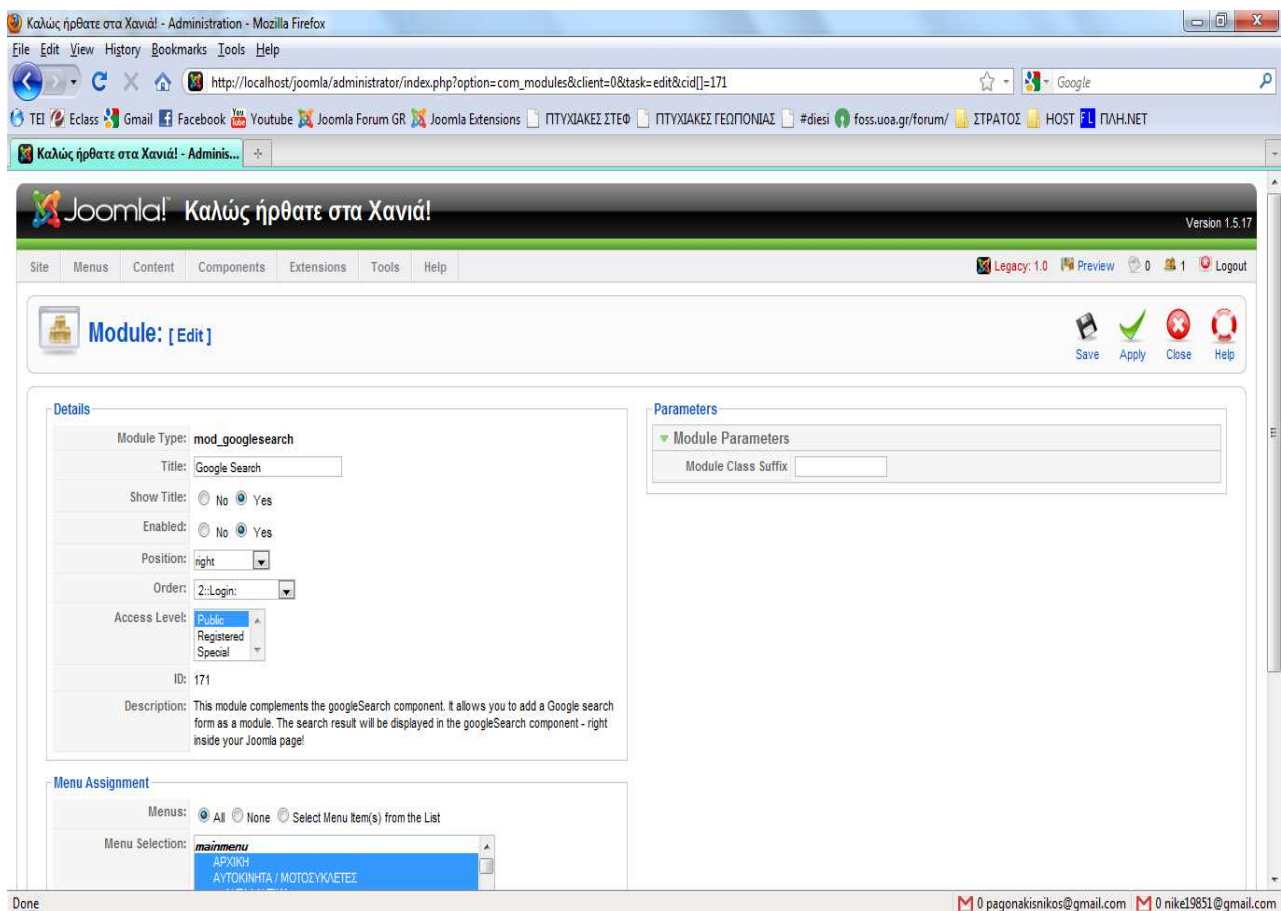 Καλώς ήρθατε στα Χανιά! - Administration - Mozilla Firefox
File Edit View History Bookmarks Tools Help
http://localhost/joomla/administrator/index.php?option=com_modules&client=0&task=edit&cid[]=171 Google
TEI Eclass Gmail Facebook You Tube Youtube Joomla Forum GR Joomla Extensions ΠΤΥΧΙΑΚΕΣ ΣΤΕΦ ΠΤΥΧΙΑΚΕΣ ΓΕΩΠΟΝΙΑΣ #diesi foss.uoa.gr/forum/ ΣΤΡΑΤΟΣ HOST FL ΠΛΗ.ΝΕΤ
Καλώς ήρθατε στα Χανιά! - Adminis...
Joomla! Καλώς ήρθατε στα Χανιά!
Version 1.5.17
Site Menus Content Components Extensions Tools Help Legacy: 1.0 Preview 0 1 Logout
Module: [ Edit ]
Save Apply Close Help
Details
Module Type: mod_googlesearch
Title: Google Search
Show Title: No Yes
Enabled: No Yes
Position: right
Order: 2::Login:
Access Level: Public
Registered
Special
ID: 171
Description: This module complements the googleSearch component. It allows you to add a Google search
form as a module. The search result will be displayed in the googleSearch component - right
inside your Joomla page!
Parameters
Module Parameters
Module Class Suffix
Menu Assignment
Menus: All None Select Menu Item(s) from the List
Menu Selection: mainmenu
ΑΡΧΙΚΗ
ΑΥΤΟΚΙΝΗΤΑ / ΜΟΤΟΣΥΚΛΕΤΕΣ
Done 0 pagonakisnikos@gmail.com 0 nike19851@gmail.com